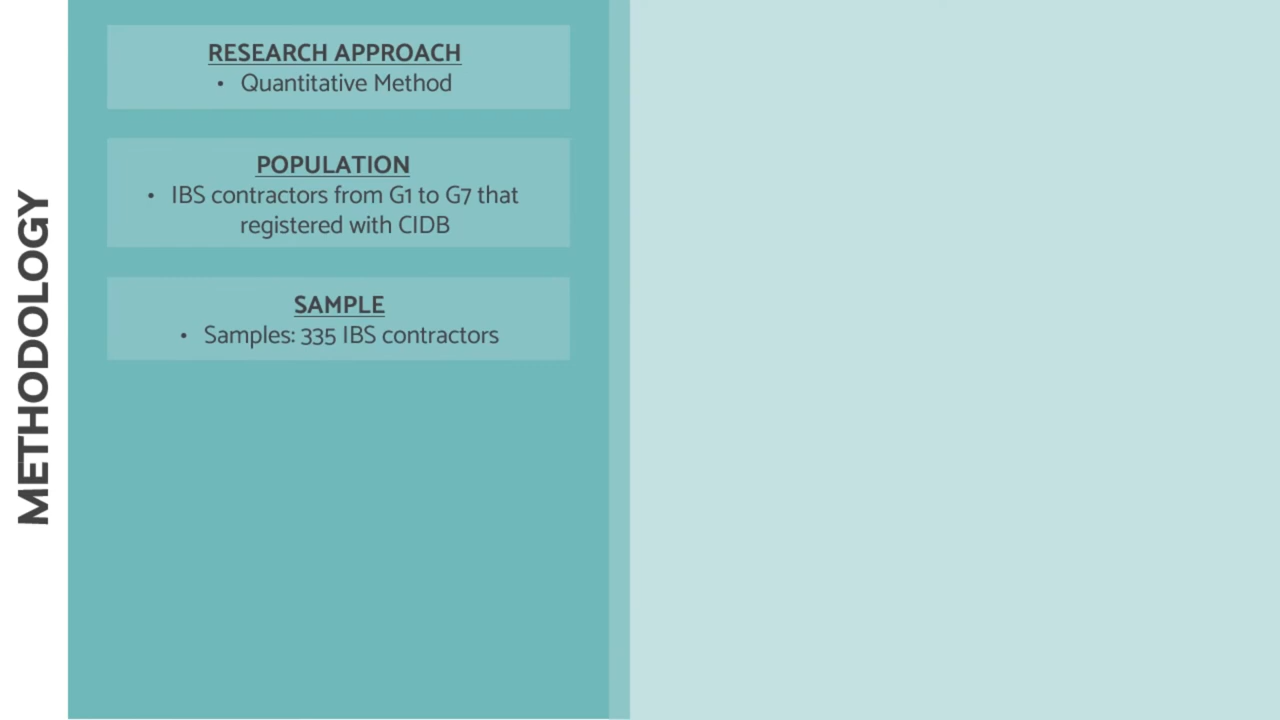 METHODOLOGY
RESEARCH APPROACH
• Quantitative Method
POPULATION
• IBS contractors from G1 to G7 that
registered with CIDB
SAMPLE
• Samples: 335 IBS contractors